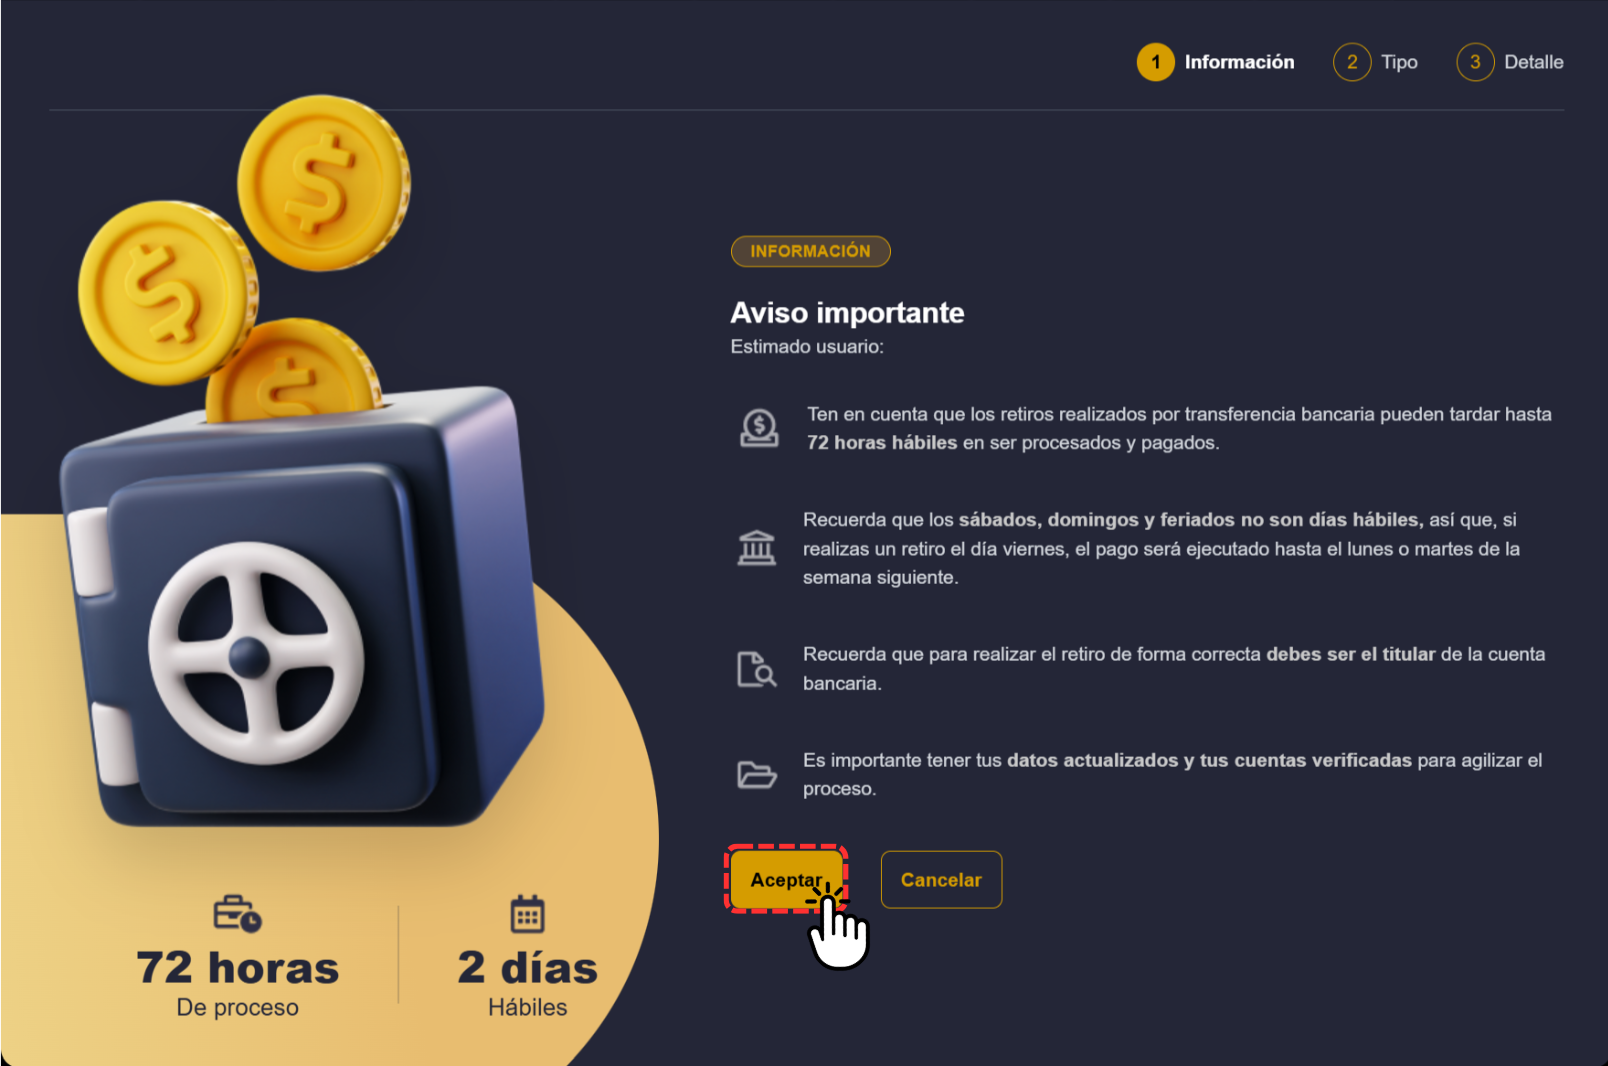 1 Información 2 Tipo 3 Detalle
INFORMACIÓN
Aviso importante
Estimado usuario:
Ten en cuenta que los retiros realizados por transferencia bancaria pueden tardar hasta
72 horas hábiles en ser procesados y pagados.
Recuerda que los sábados, domingos y feriados no son días hábiles, así que, si
realizas un retiro el día viernes, el pago será ejecutado hasta el lunes o martes de la
semana siguiente.
Recuerda que para realizar el retiro de forma correcta debes ser el titular de la cuenta
bancaria.
Es importante tener tus datos actualizados y tus cuentas verificadas para agilizar el
proceso.
Aceptar Cancelar
72 horas
De proceso
2 días
Hábiles